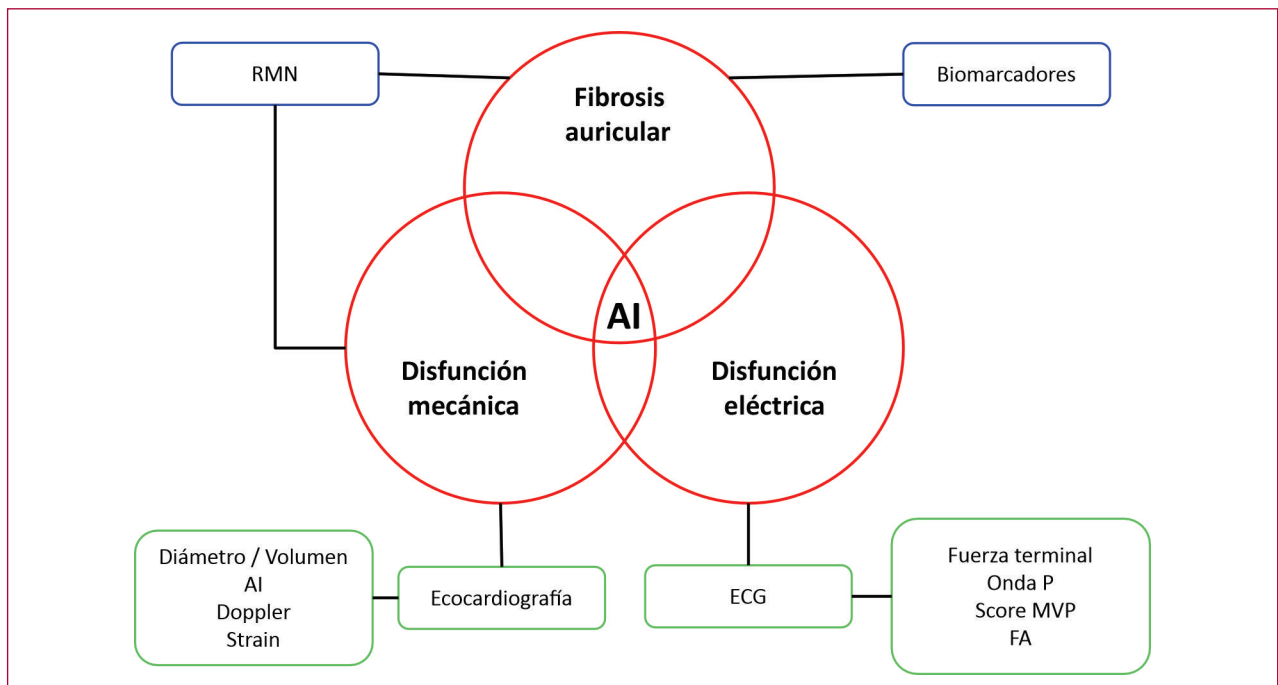 RMN
Biomarcadores
Fibrosis
auricular
AI
Disfunción
mecánica
Disfunción
eléctrica
Diámetro / Volumen
AI
Doppler
Strain
Ecocardiografía
ECG
Fuerza terminal
Onda P
Score MVP
FA